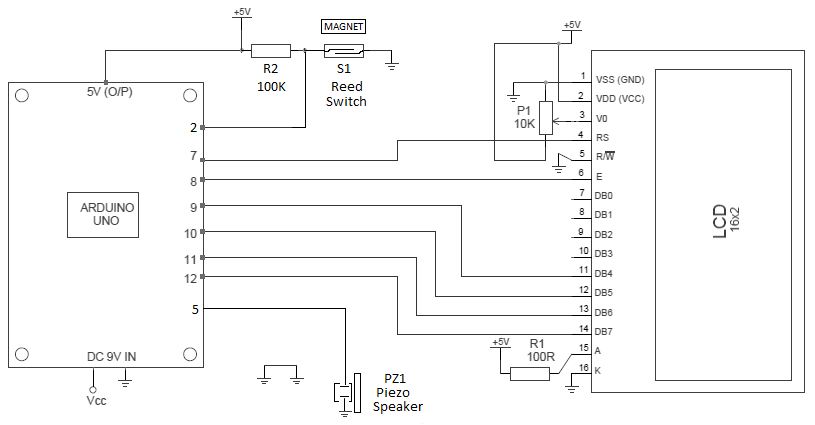 +5V
MAGNET
+5V
R2
100K
S1
Reed
Switch
5V (O/P)
2
7
8
9
10
11
12
5
ARDUINO
UNO
DC 9V IN
Vcc
PZ1
Piezo
Speaker
P1
10K
+5V
R1
100R
1 VSS (GND)
2 VDD (VCC)
3 V0
4 RS
5 R/W
6 E
7 DB0
8 DB1
9 DB2
10 DB3
11 DB4
12 DB5
13 DB6
14 DB7
15 A
16 K
LCD
16x2